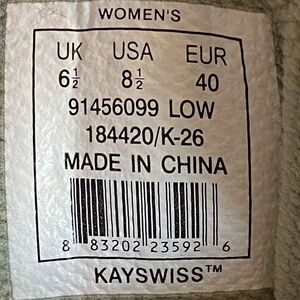 WOMEN'S
UK USA EUR
6½ 8½ 40
91456099 LOW
184420/K-26
MADE IN CHINA
8 83202 23592 6
KAYSWISS™